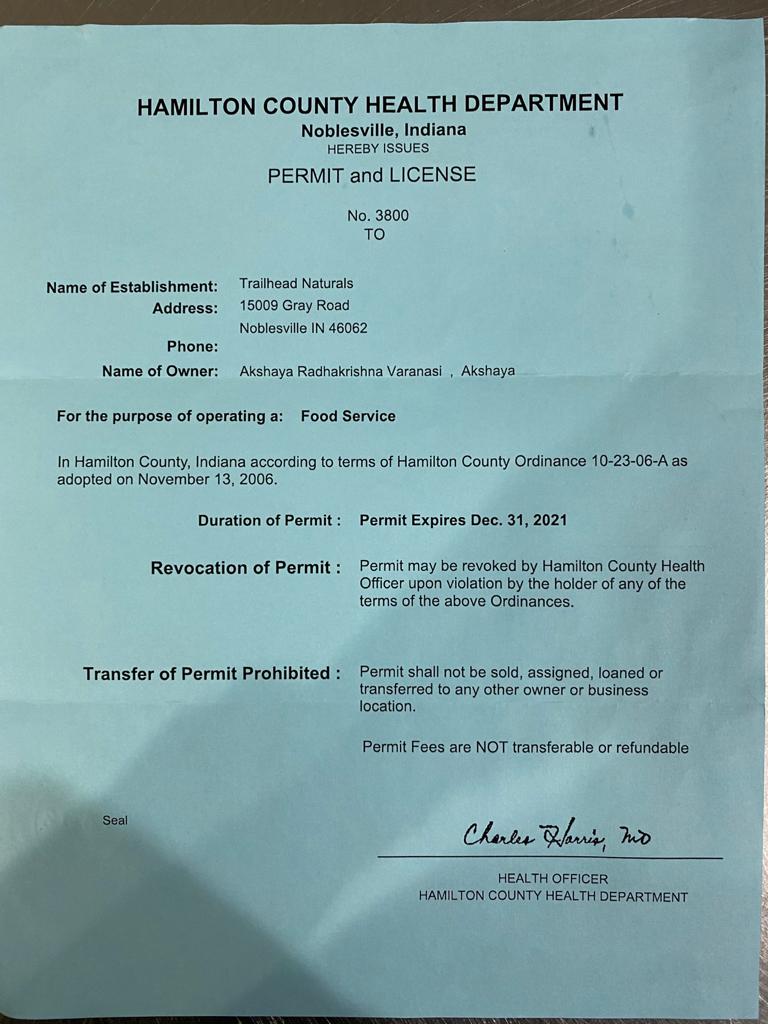 HAMILTON COUNTY HEALTH DEPARTMENT
Noblesville, Indiana
HEREBY ISSUES
PERMIT and LICENSE
No. 3800
TO
Name of Establishment: Trailhead Naturals
Address: 15009 Gray Road
Noblesville IN 46062
Phone:
Name of Owner: Akshaya Radhakrishna Varanasi , Akshaya
For the purpose of operating a: Food Service
In Hamilton County, Indiana according to terms of Hamilton County Ordinance 10-23-06-A as
adopted on November 13, 2006.
Duration of Permit : Permit Expires Dec. 31, 2021
Revocation of Permit : Permit may be revoked by Hamilton County Health
Officer upon violation by the holder of any of the
terms of the above Ordinances.
Transfer of Permit Prohibited : Permit shall not be sold, assigned, loaned or
transferred to any other owner or business
location.
Permit Fees are NOT transferable or refundable
Seal
Charles Harris, MD
HEALTH OFFICER
HAMILTON COUNTY HEALTH DEPARTMENT